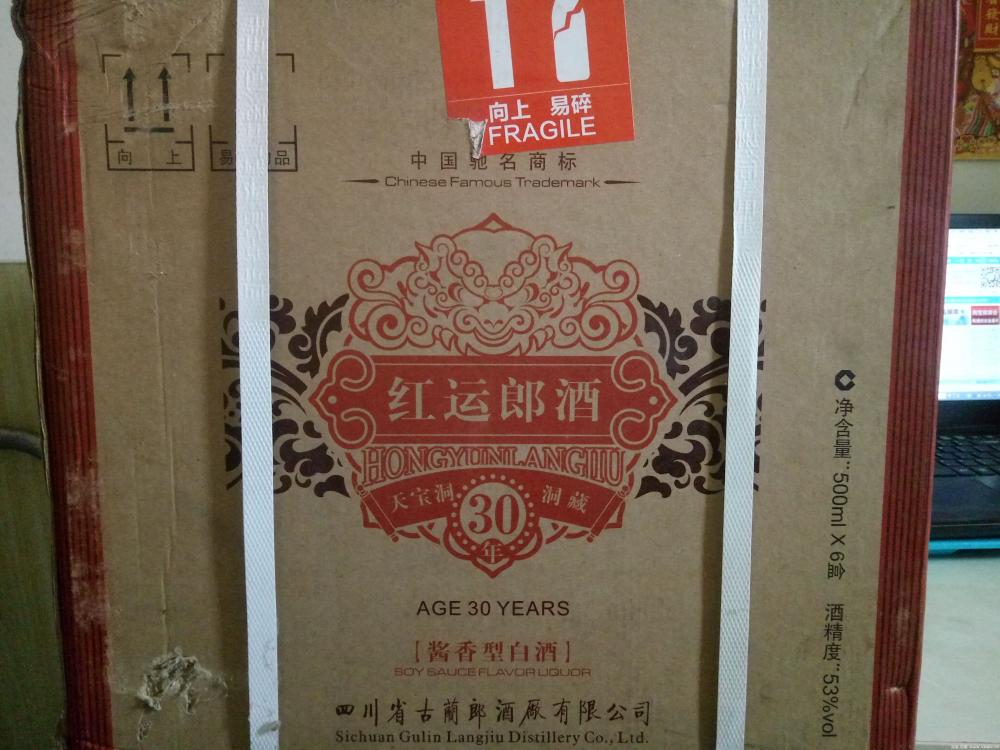 向上 易碎
FRAGILE
向 上
易 品
中国驰名商标
Chinese Famous Trademark
红运郎酒
HONGYUNLANGJIU
天宝洞 30 洞藏
年
AGE 30 YEARS
[酱香型白酒]
SOY SAUCE FLAVOR LIQUOR
四川省古蔺郎酒厰有限公司
Sichuan Gulin Langjiu Distillery Co., Ltd.
净含量:500ml X 6盒 酒精度:53%vol